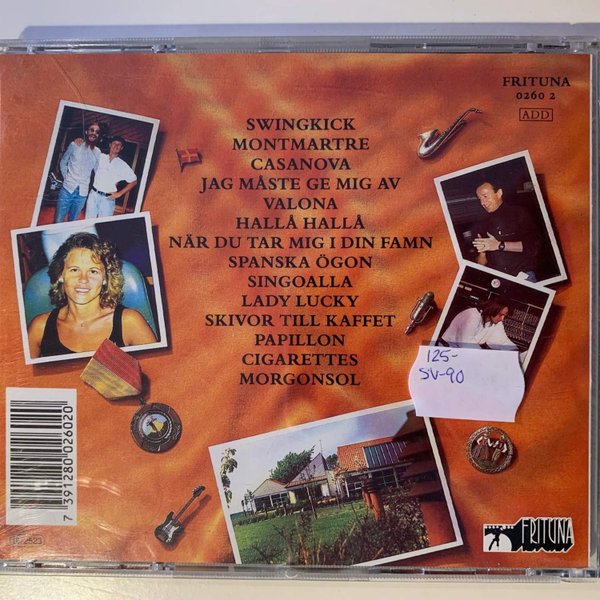 FRITUNA
0260 2
ADD
SWINGKICK
MONTMARTRE
CASANOVA
JAG MÅSTE GE MIG AV
VALONA
HALLÅ HALLÅ
NÄR DU TAR MIG I DIN FAMN
SPANSKA ÖGON
SINGOALLA
LADY LUCKY
SKIVOR TILL KAFFET
PAPILLON
CIGARETTES
MORGONSOL
125-
SV-90
7 391280 026020
FRITUNA